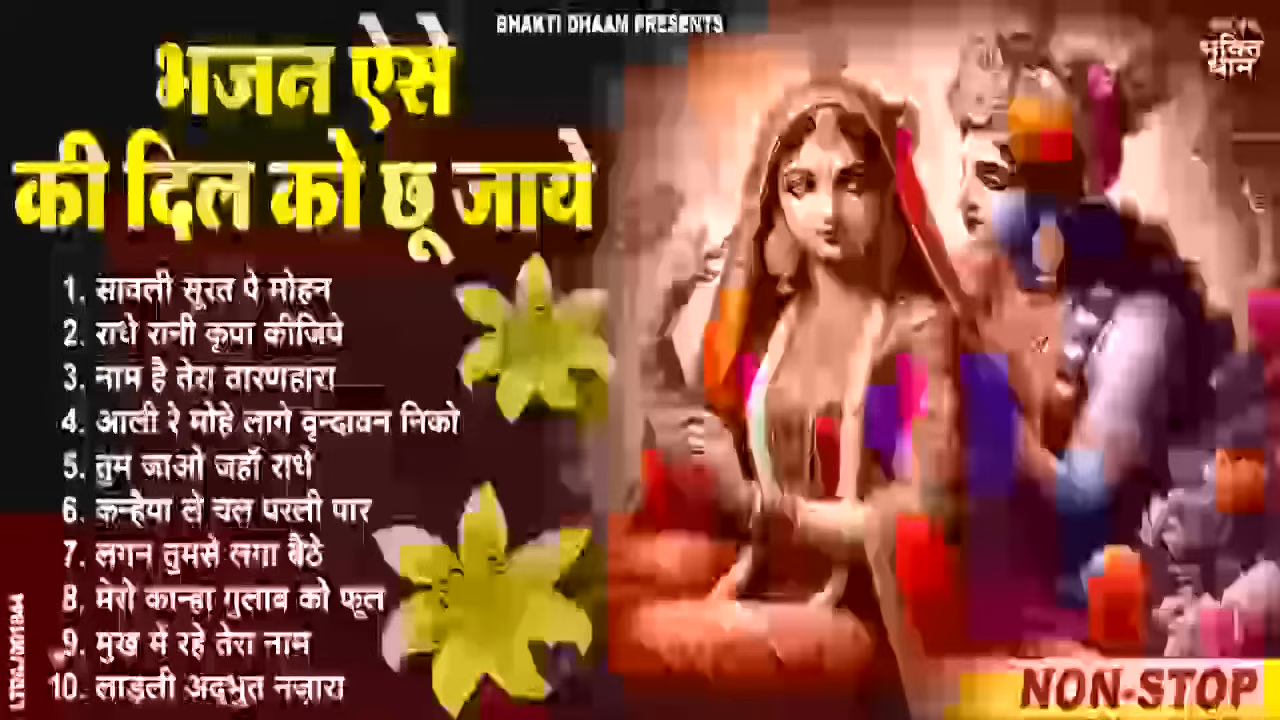 BHAKTI DHAAM PRESENTS
भक्ति
धाम
भजन ऐसे
की दिल को छू जाये
1. सावली सूरत पे मोहन
2. राधे रानी कृपा कीजिये
3. नाम है तेरा तारणहारा
4. आली रे मोहे लागे वृन्दावन निको
5. तुम जाओ जहाँ राधे
6. कन्हैया ले चल परली पार
7. लगन तुमसे लगा बैठे
8. मेरो कान्हा गुलाब को फूल
9. मुख में रहे तेरा नाम
10. लाड़ली अद्भुत नज़ारा
NON-STOP